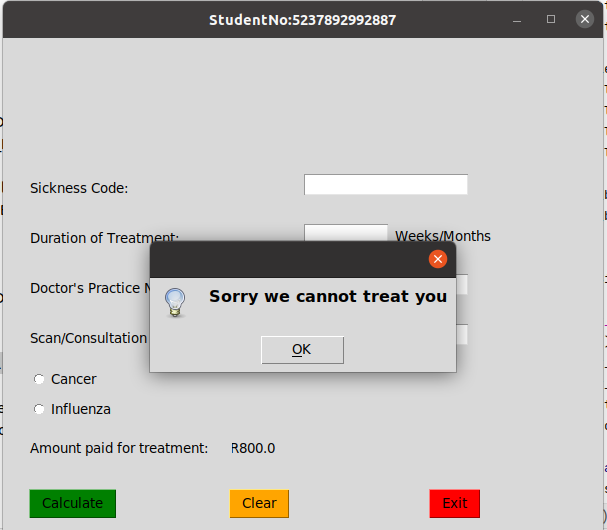 StudentNo:5237892992887
Sickness Code:
Duration of Treatment:
Weeks/Months
Sorry we cannot treat you
OK
Doctor's Practice
Scan/Consultation
Cancer
Influenza
Amount paid for treatment: R800.0
Calculate Clear Exit